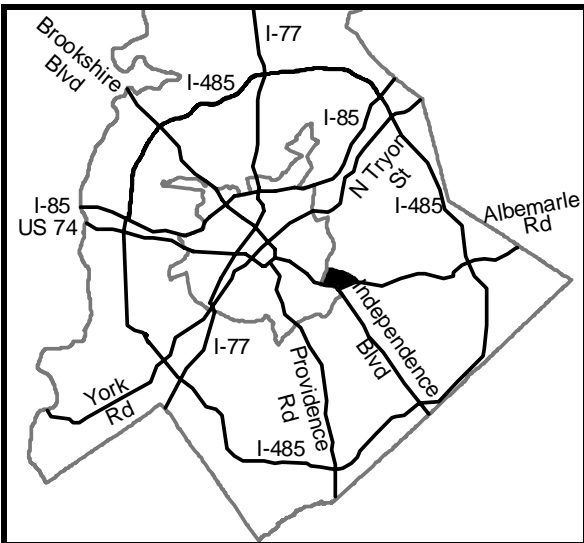 I-77
Brookshire
Blvd
I-485
I-85
N Tryon
St
I-85
US 74
I-485
Albemarle
Rd
Independence
Blvd
I-77
Providence
Rd
York
Rd
I-485